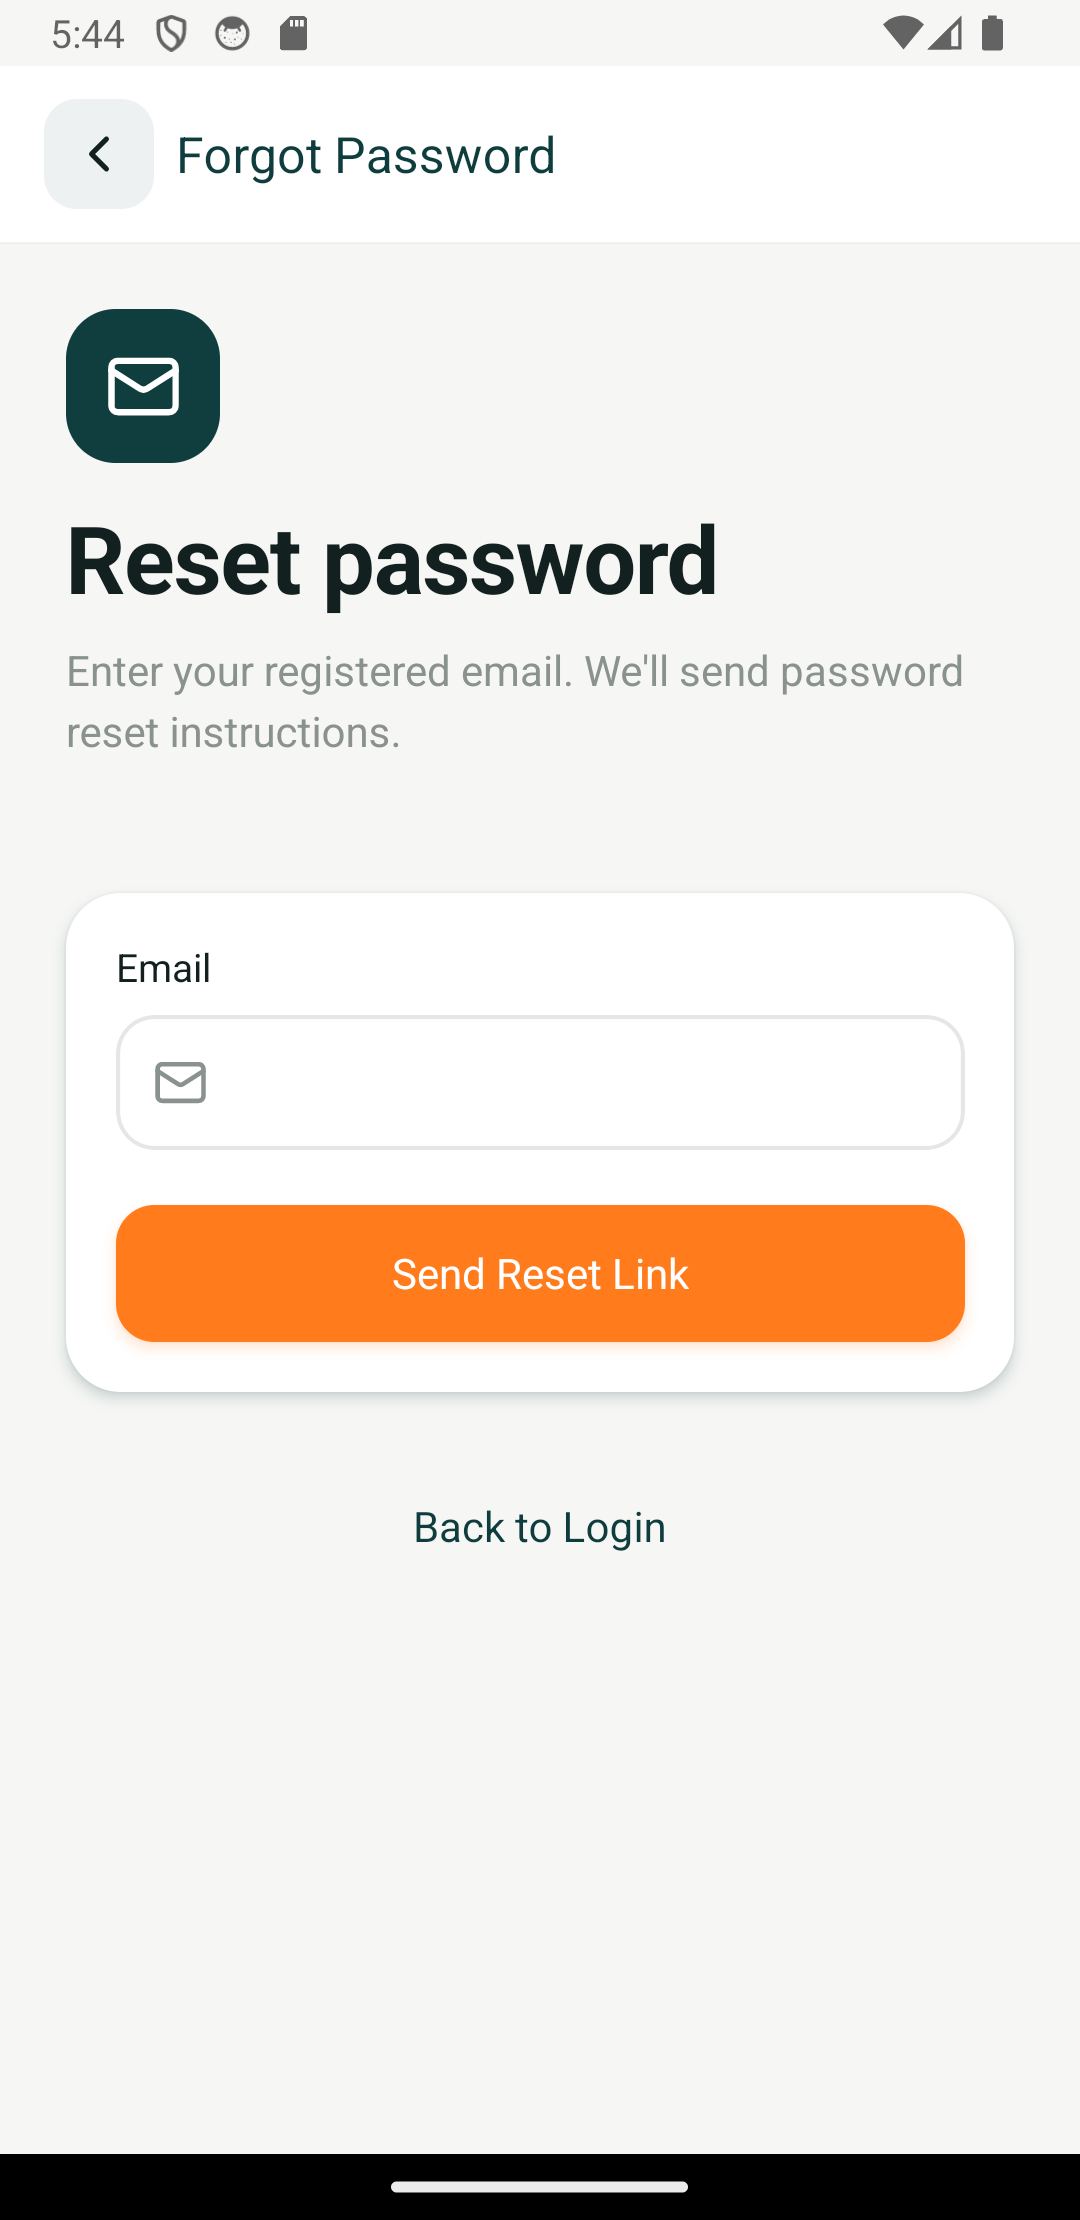 5:44
Forgot Password
Reset password
Enter your registered email. We'll send password
reset instructions.
Email
Send Reset Link
Back to Login